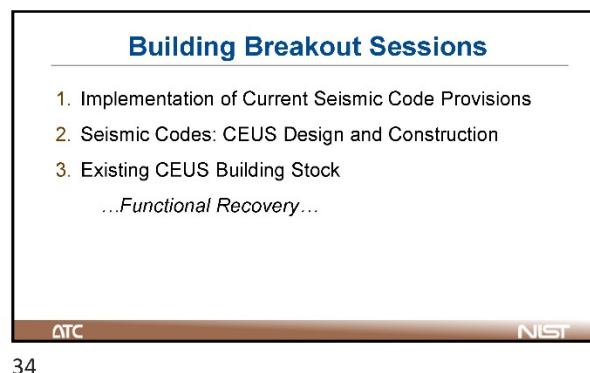 Building Breakout Sessions
1. Implementation of Current Seismic Code Provisions
2. Seismic Codes: CEUS Design and Construction
3. Existing CEUS Building Stock
...Functional Recovery...
ATC
NIST
34